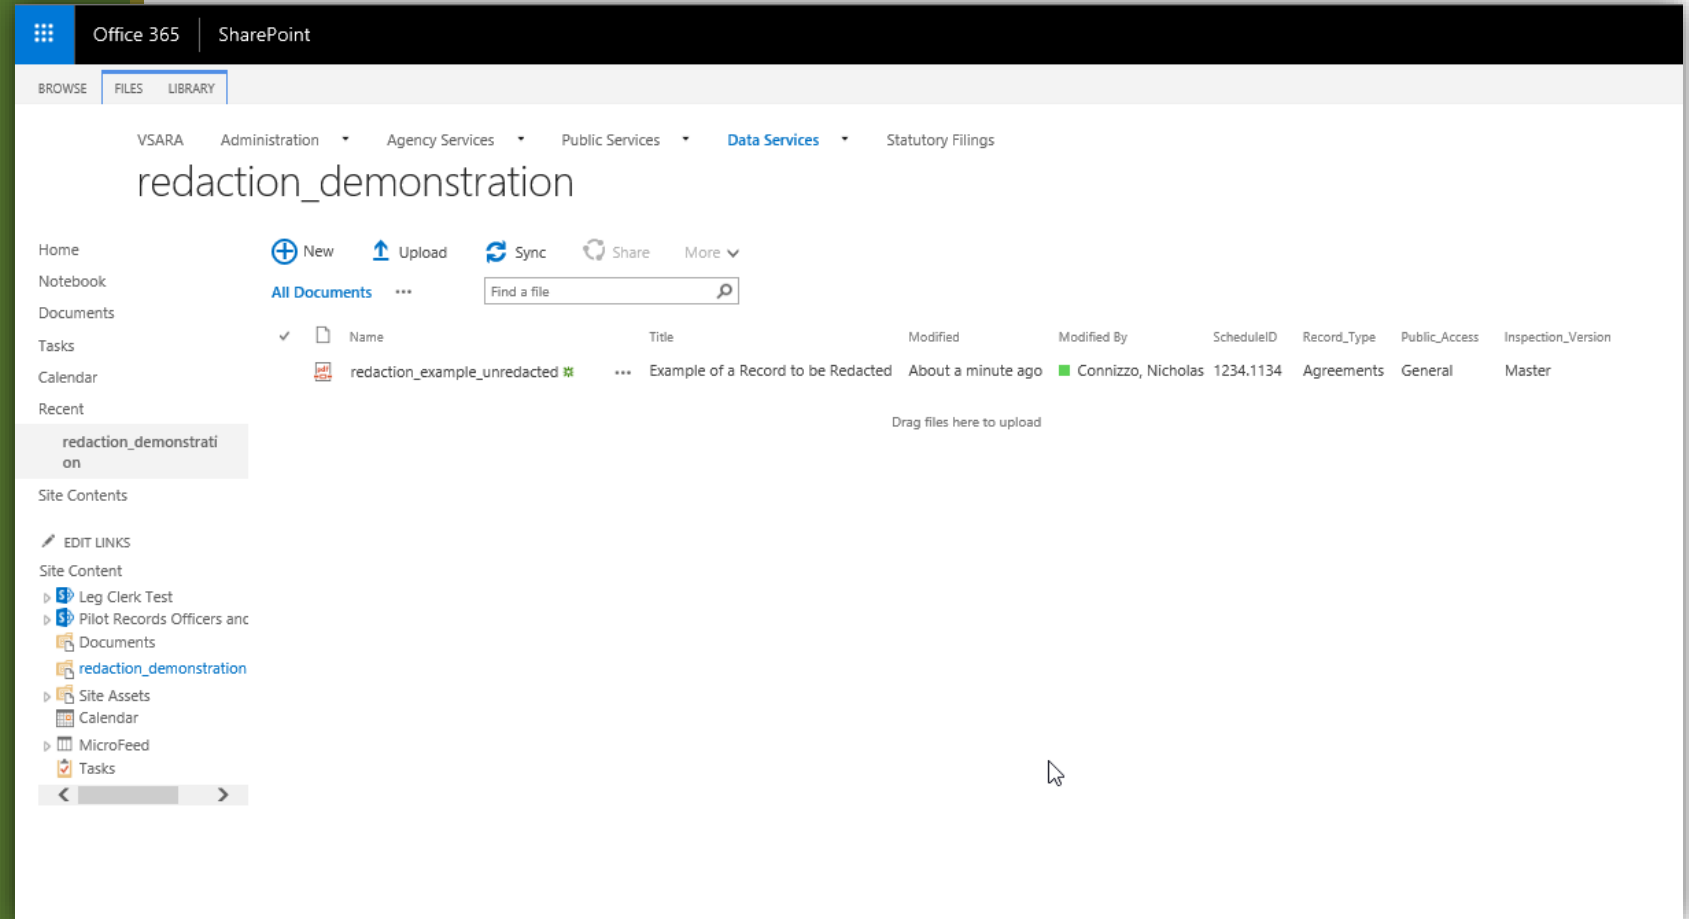 Office 365 SharePoint
BROWSE FILES LIBRARY
VSARA Administration Agency Services Public Services Data Services Statutory Filings
redaction_demonstration
Home
Notebook
Documents
Tasks
Calendar
Recent
redaction_demonstrati
on
Site Contents
EDIT LINKS
Site Content
Leg Clerk Test
Pilot Records Officers and
Documents
redaction_demonstration
Site Assets
Calendar
MicroFeed
Tasks
New Upload Sync Share More
All Documents ... Find a file
Name Title Modified Modified By ScheduleID Record_Type Public_Access Inspection_Version
redaction_example_unredacted ... Example of a Record to be Redacted About a minute ago Connizzo, Nicholas 1234.1134 Agreements General Master
Drag files here to upload